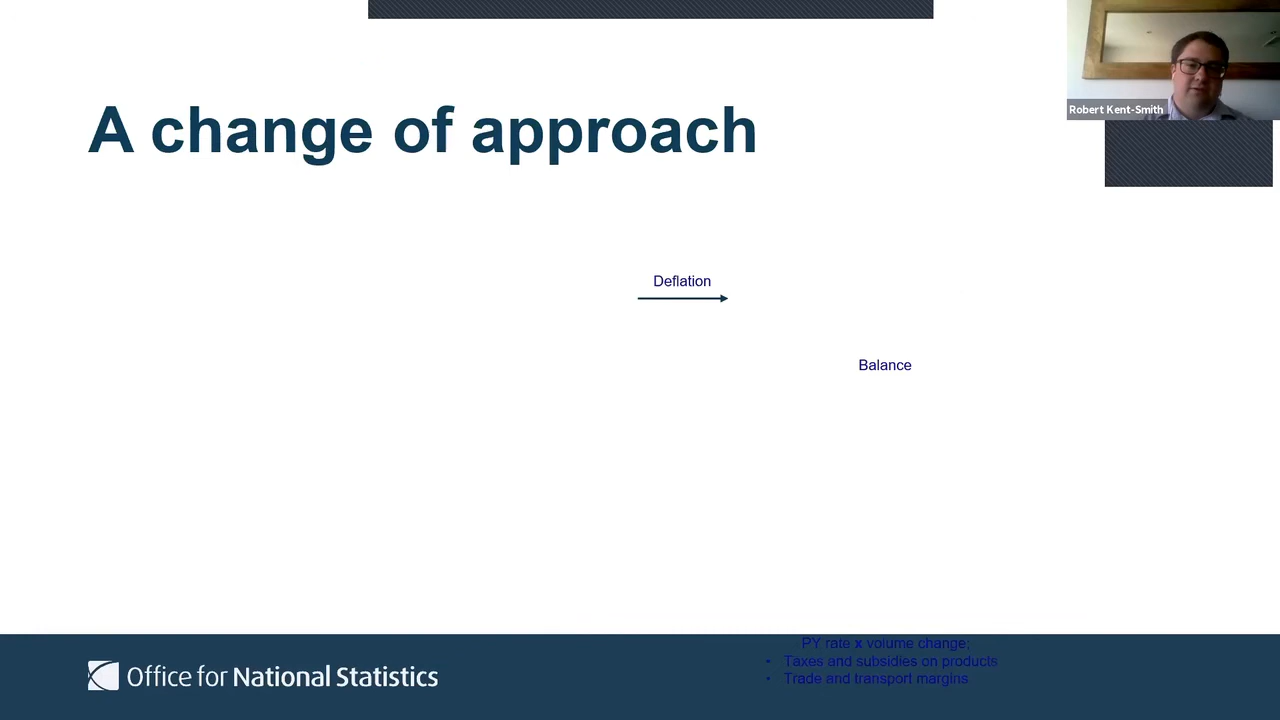 A change of approach
Robert Kent-Smith
Deflation
Balance
PY rate x volume change;
• Taxes and subsidies on products
• Trade and transport margins
Office for National Statistics